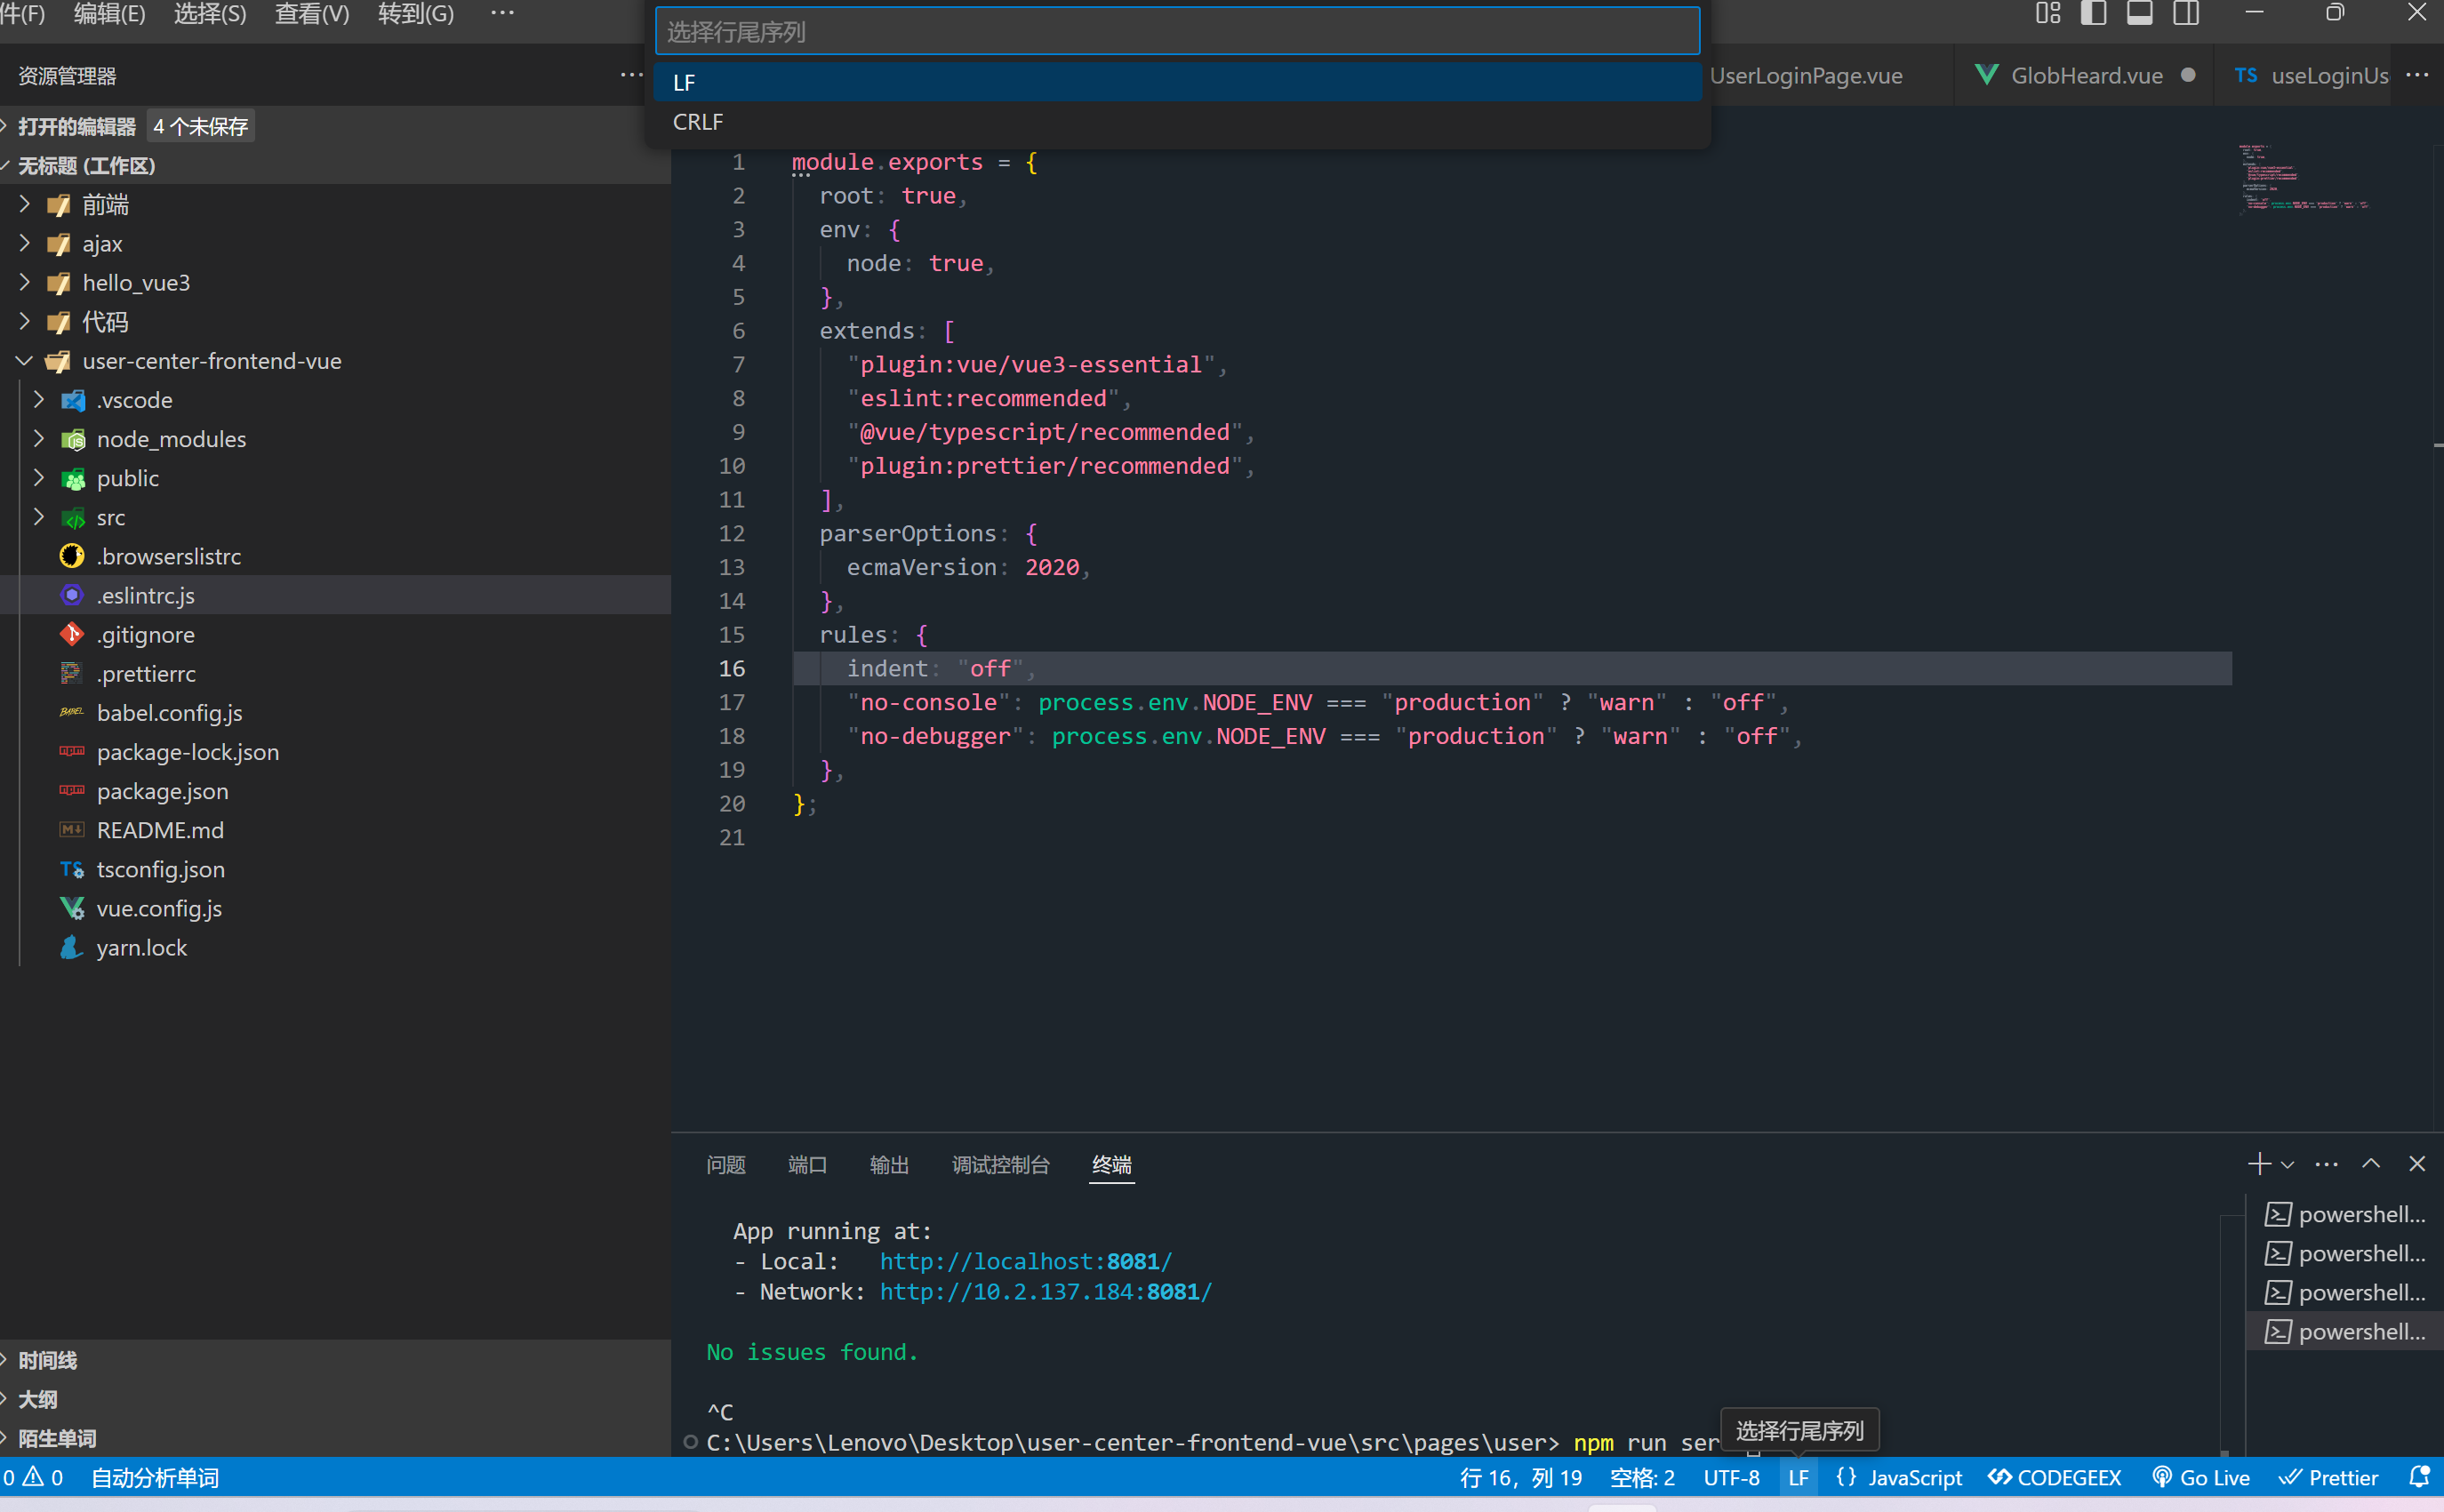 件(F) 编辑(E) 选择(S) 查看(V) 转到(G) ···
选择行尾序列
LF
CRLF
资源管理器 ···
UserLoginPage.vue GlobHeard.vue TS useLoginUs ···
打开的编辑器 4 个未保存
无标题 (工作区)
前端
ajax
hello_vue3
代码
user-center-frontend-vue
.vscode
node_modules
public
src
.browserslistrc
.eslintrc.js
.gitignore
.prettierrc
babel.config.js
package-lock.json
package.json
README.md
TS tsconfig.json
vue.config.js
yarn.lock
时间线
大纲
陌生单词
1 module.exports = {
2 root: true,
3 env: {
4 node: true,
5 },
6 extends: [
7 "plugin:vue/vue3-essential",
8 "eslint:recommended",
9 "@vue/typescript/recommended",
10 "plugin:prettier/recommended",
11 ],
12 parserOptions: {
13 ecmaVersion: 2020,
14 },
15 rules: {
16 indent: "off",
17 "no-console": process.env.NODE_ENV === "production" ? "warn" : "off",
18 "no-debugger": process.env.NODE_ENV === "production" ? "warn" : "off",
19 },
20 };
21
问题 端口 输出 调试控制台 终端
App running at:
- Local: http://localhost:8081/
- Network: http://10.2.137.184:8081/
No issues found.
^C
C:\Users\Lenovo\Desktop\user-center-frontend-vue\src\pages\user> npm run ser
powershell...
powershell...
powershell...
powershell...
选择行尾序列
0 0 自动分析单词 行 16，列 19 空格: 2 UTF-8 LF {} JavaScript CODEGEEX Go Live Prettier